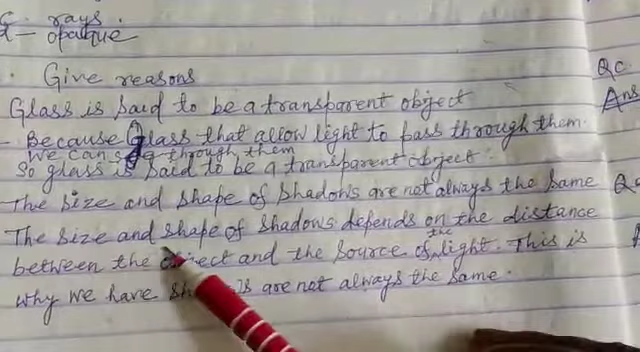 c. rays.
d - opaque
. Give reasons
Glass is said to be a transparent object
- Because glass that allow light to pass through them.
We can see through them
So glass is said to be a transparent object.
The size and shape of shadows are not always the same
The size and shape of shadows depends on the distance
between the object and the source of the light. This is
why we have are not always the same.
Qc.
Ans